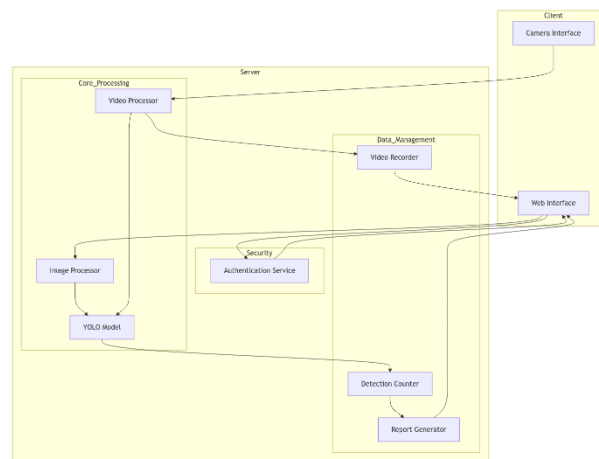 Client
Camera Interface
Server
Core_Processing
Video Processor
Data_Management
Video Recorder
Web Interface
Security
Image Processor
Authentication Service
YOLO Model
Detection Counter
Report Generator